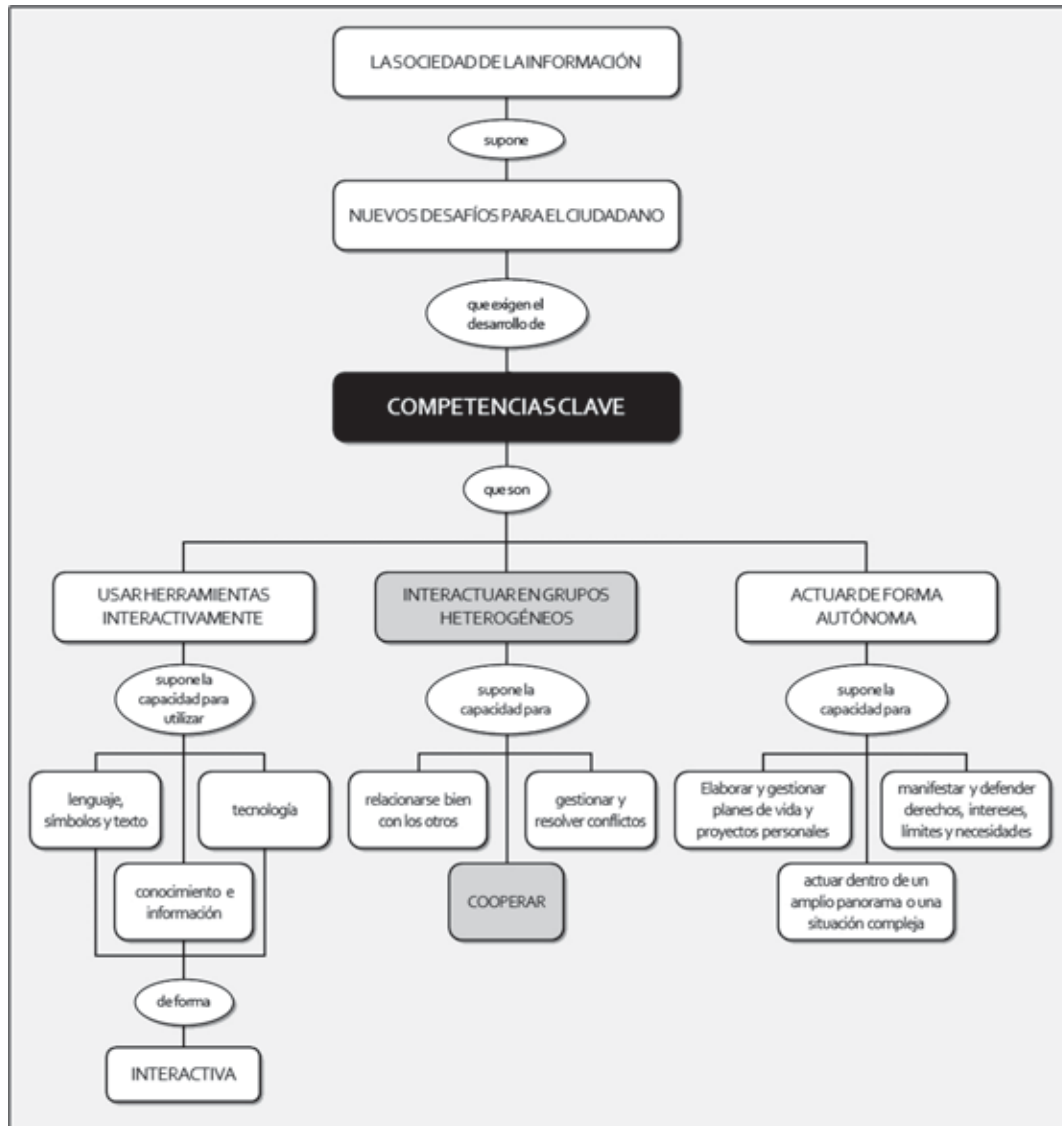 LA SOCIEDAD DE LA INFORMACIÓN
supone
NUEVOS DESAFÍOS PARA EL CIUDADANO
que exigen el
desarrollo de
COMPETENCIAS CLAVE
que son
USAR HERRAMIENTAS
INTERACTIVAMENTE
INTERACTUAR EN GRUPOS
HETEROGÉNEOS
ACTUAR DE FORMA
AUTÓNOMA
supone la
capacidad para
utilizar
supone la
capacidad para
supone la
capacidad para
lenguaje,
símbolos y texto
tecnología
relacionarse bien
con los otros
gestionar y
resolver conflictos
Elaborar y gestionar
planes de vida y
proyectos personales
manifestar y defender
derechos, intereses,
límites y necesidades
conocimiento e
información
COOPERAR
actuar dentro de un
amplio panorama o una
situación compleja
de forma
INTERACTIVA